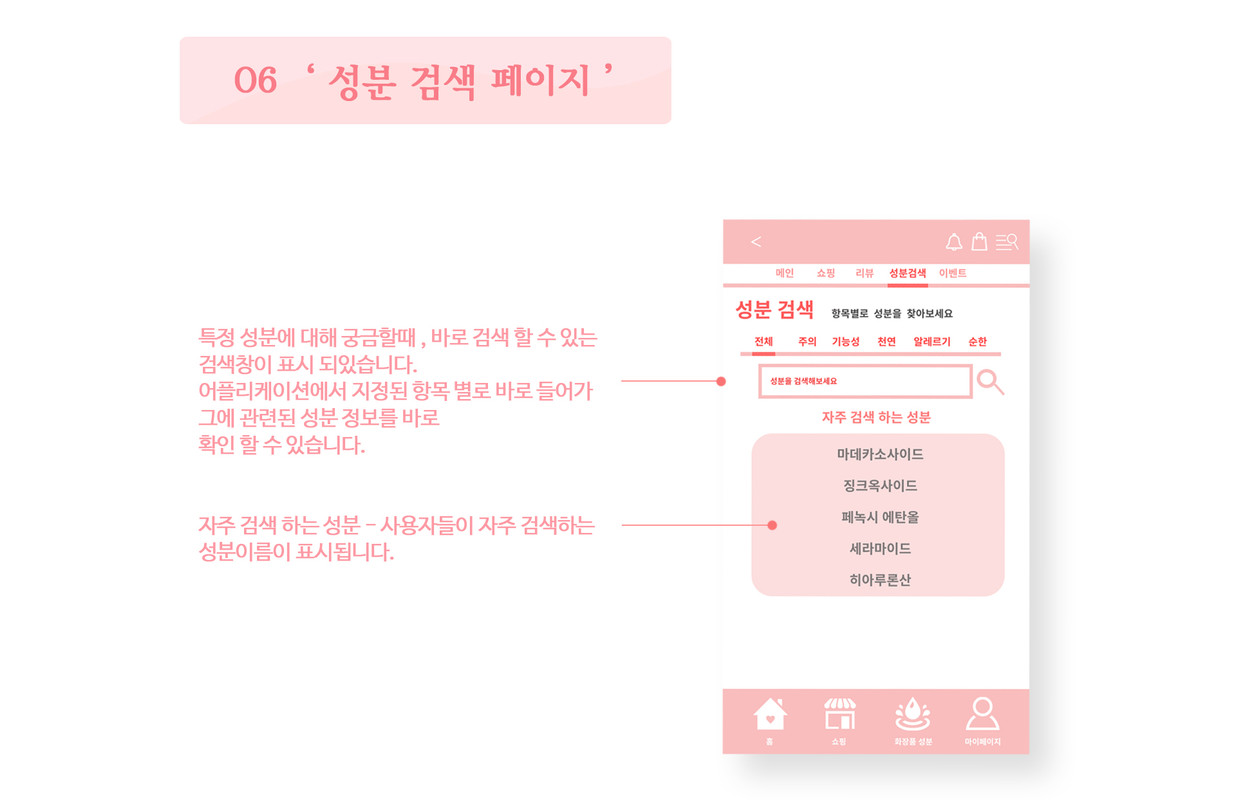 06 ‘ 성분 검색 페이지 ’
특정 성분에 대해 궁금할때 , 바로 검색 할 수 있는
검색창이 표시 되있습니다.
어플리케이션에서 지정된 항목 별로 바로 들어가
그에 관련된 성분 정보를 바로
확인 할 수 있습니다.
자주 검색 하는 성분 - 사용자들이 자주 검색하는
성분이름이 표시됩니다.
<
메인 쇼핑 리뷰 성분검색 이벤트
성분 검색 항목별로 성분을 찾아보세요
전체 주의 기능성 천연 알레르기 순한
성분을 검색해보세요
자주 검색 하는 성분
마데카소사이드
징크옥사이드
페녹시 에탄올
세라마이드
히아루론산
홈 쇼핑 화장품 성분 마이페이지